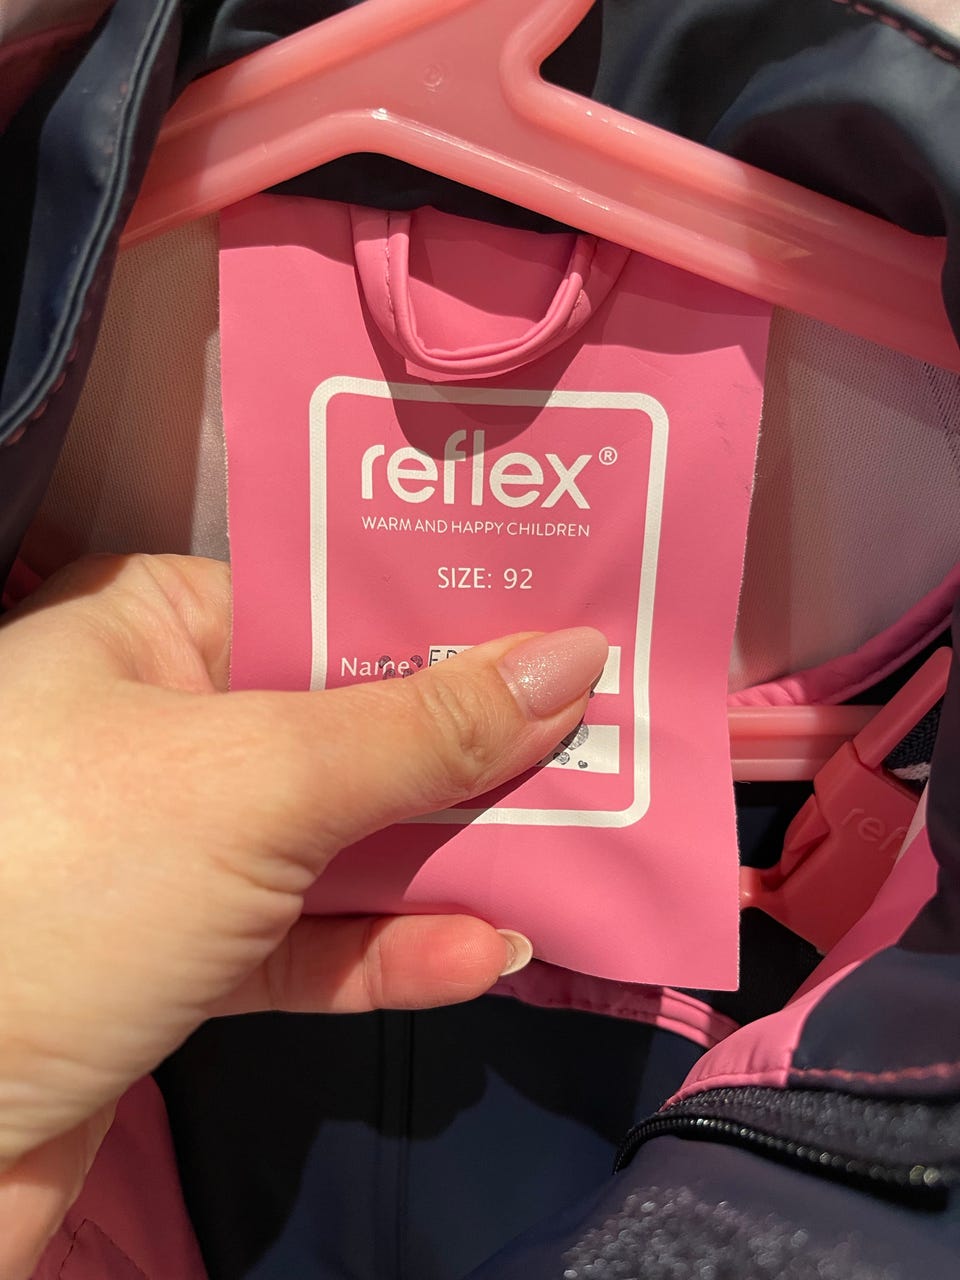 reflex®
WARM AND HAPPY CHILDREN
SIZE: 92
Name